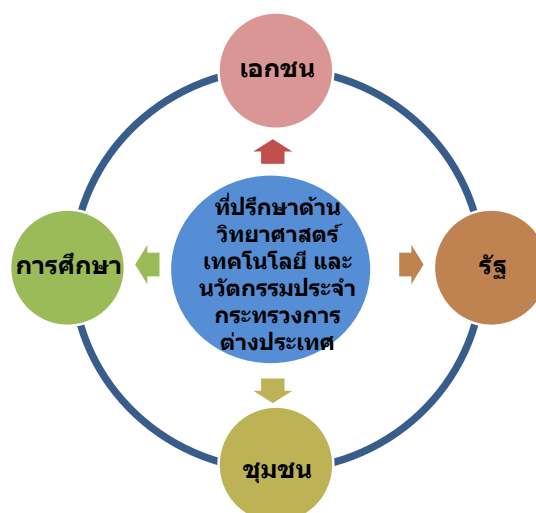 เอกชน
ที่ปรึกษาด้าน
วิทยาศาสตร์
เทคโนโลยี และ
นวัตกรรมประจำ
กระทรวงการ
ต่างประเทศ
การศึกษา
รัฐ
ชุมชน